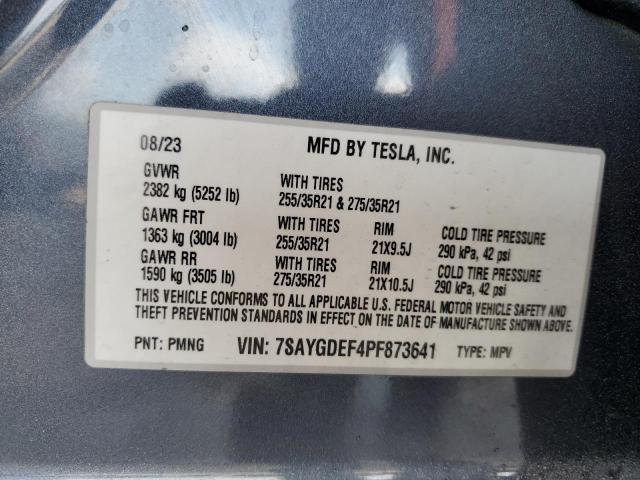 08/23 MFD BY TESLA, INC.
GVWR
2382 kg (5252 lb) WITH TIRES
255/35R21 & 275/35R21
GAWR FRT WITH TIRES RIM COLD TIRE PRESSURE
1363 kg (3004 lb) 255/35R21 21X9.5J 290 kPa, 42 psi
GAWR RR WITH TIRES RIM COLD TIRE PRESSURE
1590 kg (3505 lb) 275/35R21 21X10.5J 290 kPa, 42 psi
THIS VEHICLE CONFORMS TO ALL APPLICABLE U.S. FEDERAL MOTOR VEHICLE SAFETY AND
THEFT PREVENTION STANDARDS IN EFFECT ON DATE OF MANUFACTURE SHOWN ABOVE.
PNT: PMNG VIN: 7SAYGDEF4PF873641 TYPE: MPV